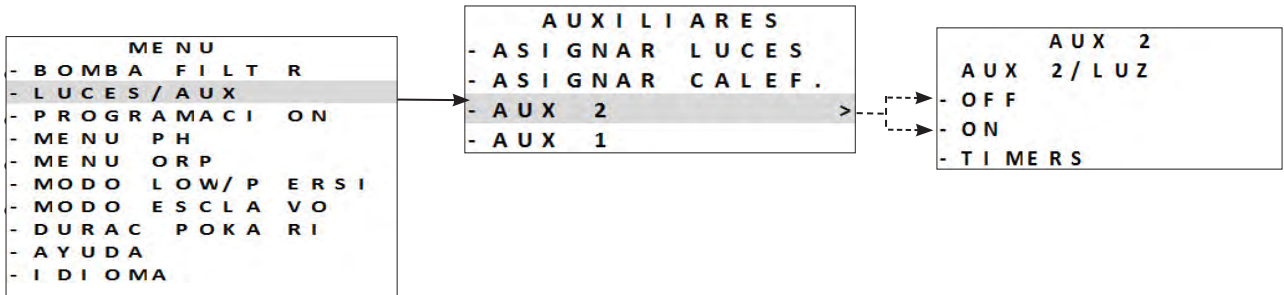 MENU
- BOMBA FILTR
- LUCES/AUX
- PROGRAMACION
- MENU PH
- MENU ORP
- MODO LOW/PERSI
- MODO ESCLAVO
- DURAC POKARI
- AYUDA
- IDIOMA
AUXILIARES
- ASIGNAR LUCES
- ASIGNAR CALEF.
- AUX 2 >
- AUX 1
AUX 2
AUX 2/LUZ
- OFF
- ON
- TIMERS